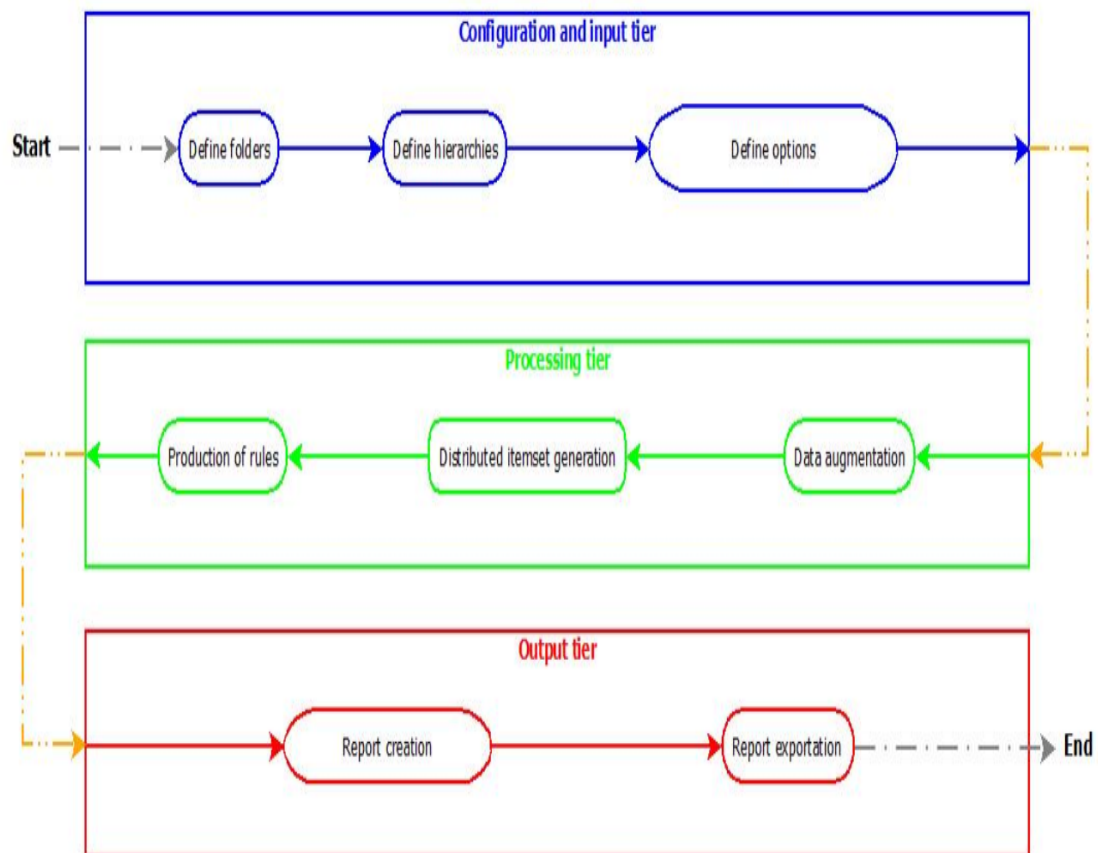 Configuration and input tier
Start
Define folders
Define hierarchies
Define options
Processing tier
Production of rules
Distributed itemset generation
Data augmentation
Output tier
Report creation
Report exportation
End